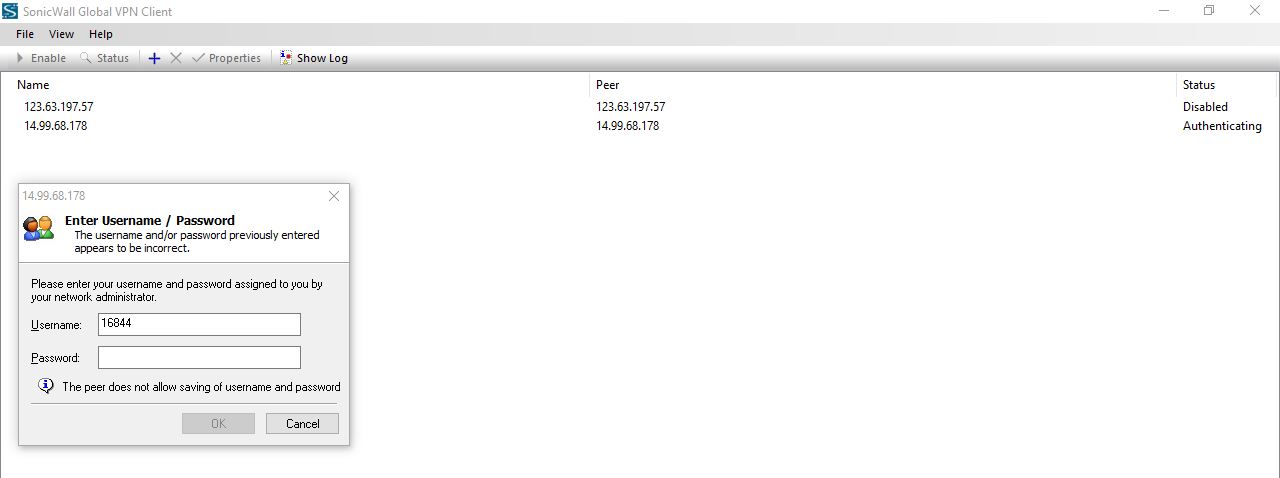 SonicWall Global VPN Client
File View Help
Enable Status Properties Show Log
Name Peer Status
123.63.197.57 123.63.197.57 Disabled
14.99.68.178 14.99.68.178 Authenticating
14.99.68.178
Enter Username / Password
The username and/or password previously entered
appears to be incorrect.
Please enter your username and password assigned to you by
your network administrator.
Username: 16844
Password:
The peer does not allow saving of username and password
OK Cancel